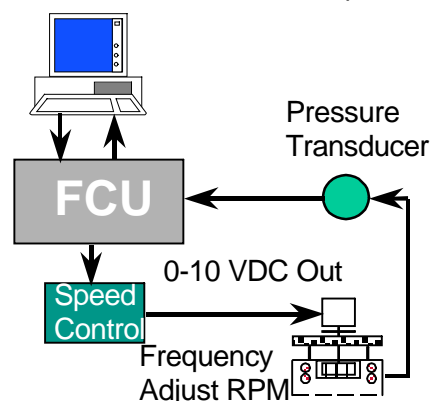 Pressure
Transducer
FCU
0-10 VDC Out
Speed
Control
Frequency
Adjust RPM